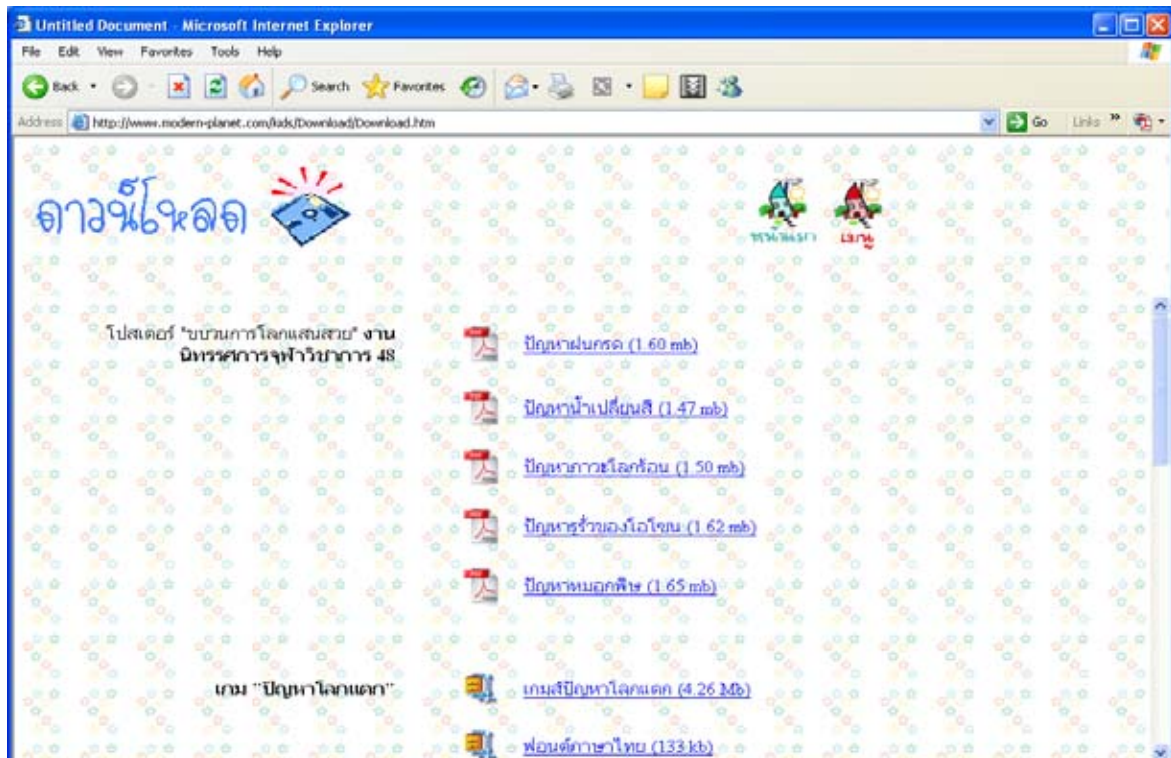 Untitled Document - Microsoft Internet Explorer
File Edit View Favorites Tools Help
Back Search Favorites
Address http://www.modern-planet.com/kids/Download/Download.htm Go Links »
ดาวน์โหลด
หน้าแรก เมนู
โปสเตอร์ "ขบวนการโลกแสนสวย" งาน
นิทรรศการจุฬาวิชาการ 48
ปัญหาฝนกรด (1.60 mb)
ปัญหาน้ำเปลี่ยนสี (1.47 mb)
ปัญหาภาวะโลกร้อน (1.50 mb)
ปัญหารูรั่วของโอโซน (1.62 mb)
ปัญหาหมอกพิษ (1.65 mb)
เกม "ปัญหาโลกแตก"
เกมส์ปัญหาโลกแตก (4.26 Mb)
ฟอนต์ภาษาไทย (133 kb)